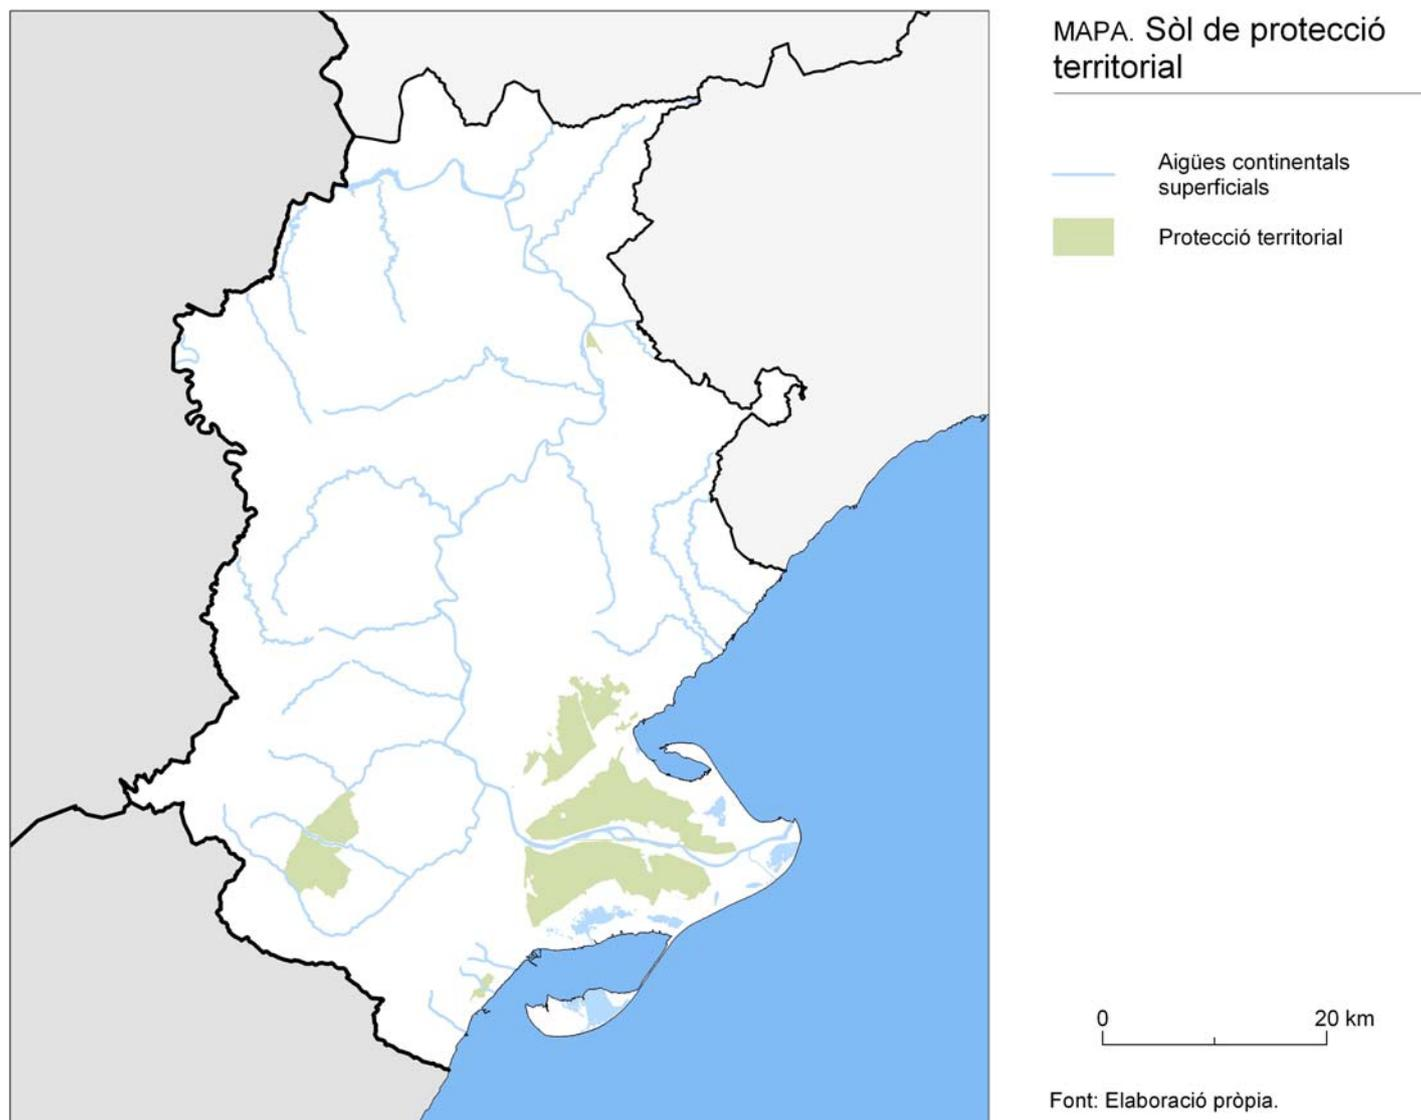 MAPA. Sòl de protecció
territorial
Aigües continentals
superficials
Protecció territorial
0 20 km
Font: Elaboració pròpia.